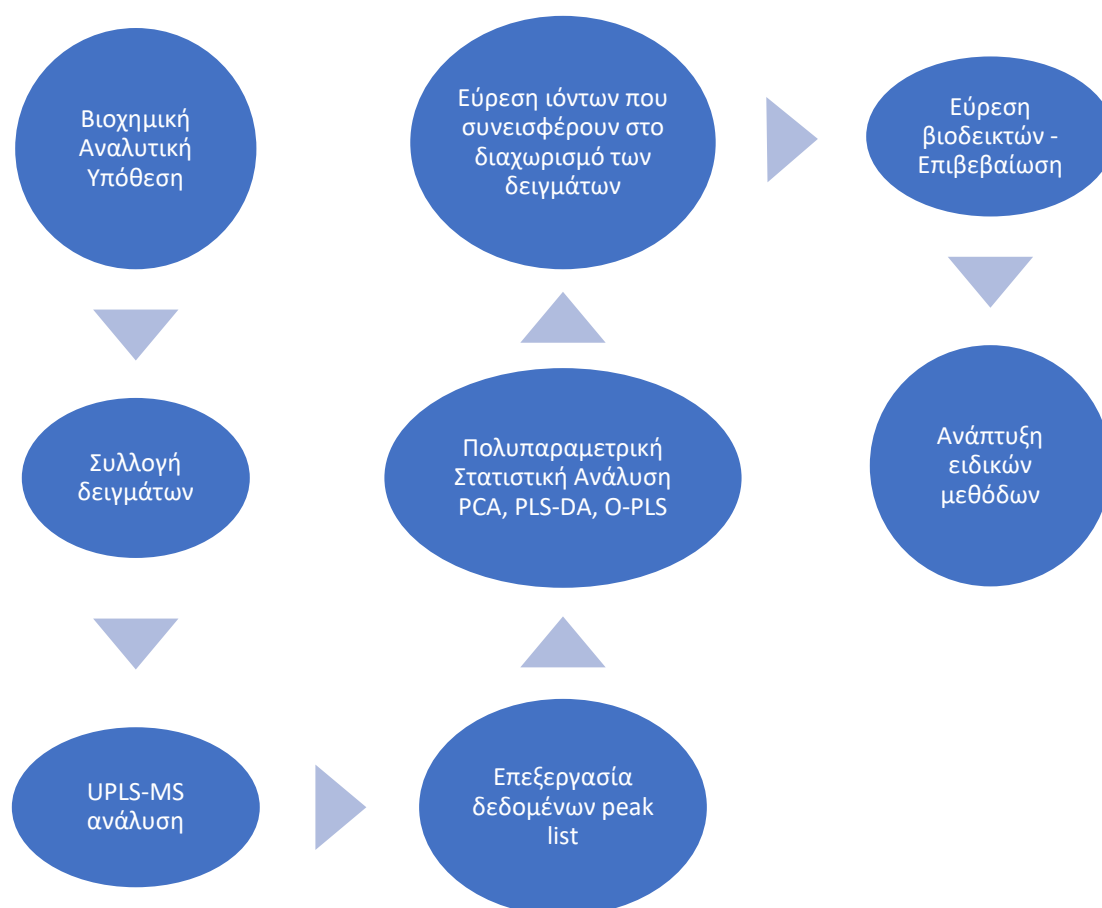 Βιοχημική
Αναλυτική
Υπόθεση
Συλλογή
δειγμάτων
UPLS-MS
ανάλυση
Επεξεργασία
δεδομένων peak
list
Πολυπαραμετρική
Στατιστική Ανάλυση
PCA, PLS-DA, O-PLS
Εύρεση ιόντων που
συνεισφέρουν στο
διαχωρισμό των
δειγμάτων
Εύρεση
βιοδεικτών -
Επιβεβαίωση
Ανάπτυξη
ειδικών
μεθόδων